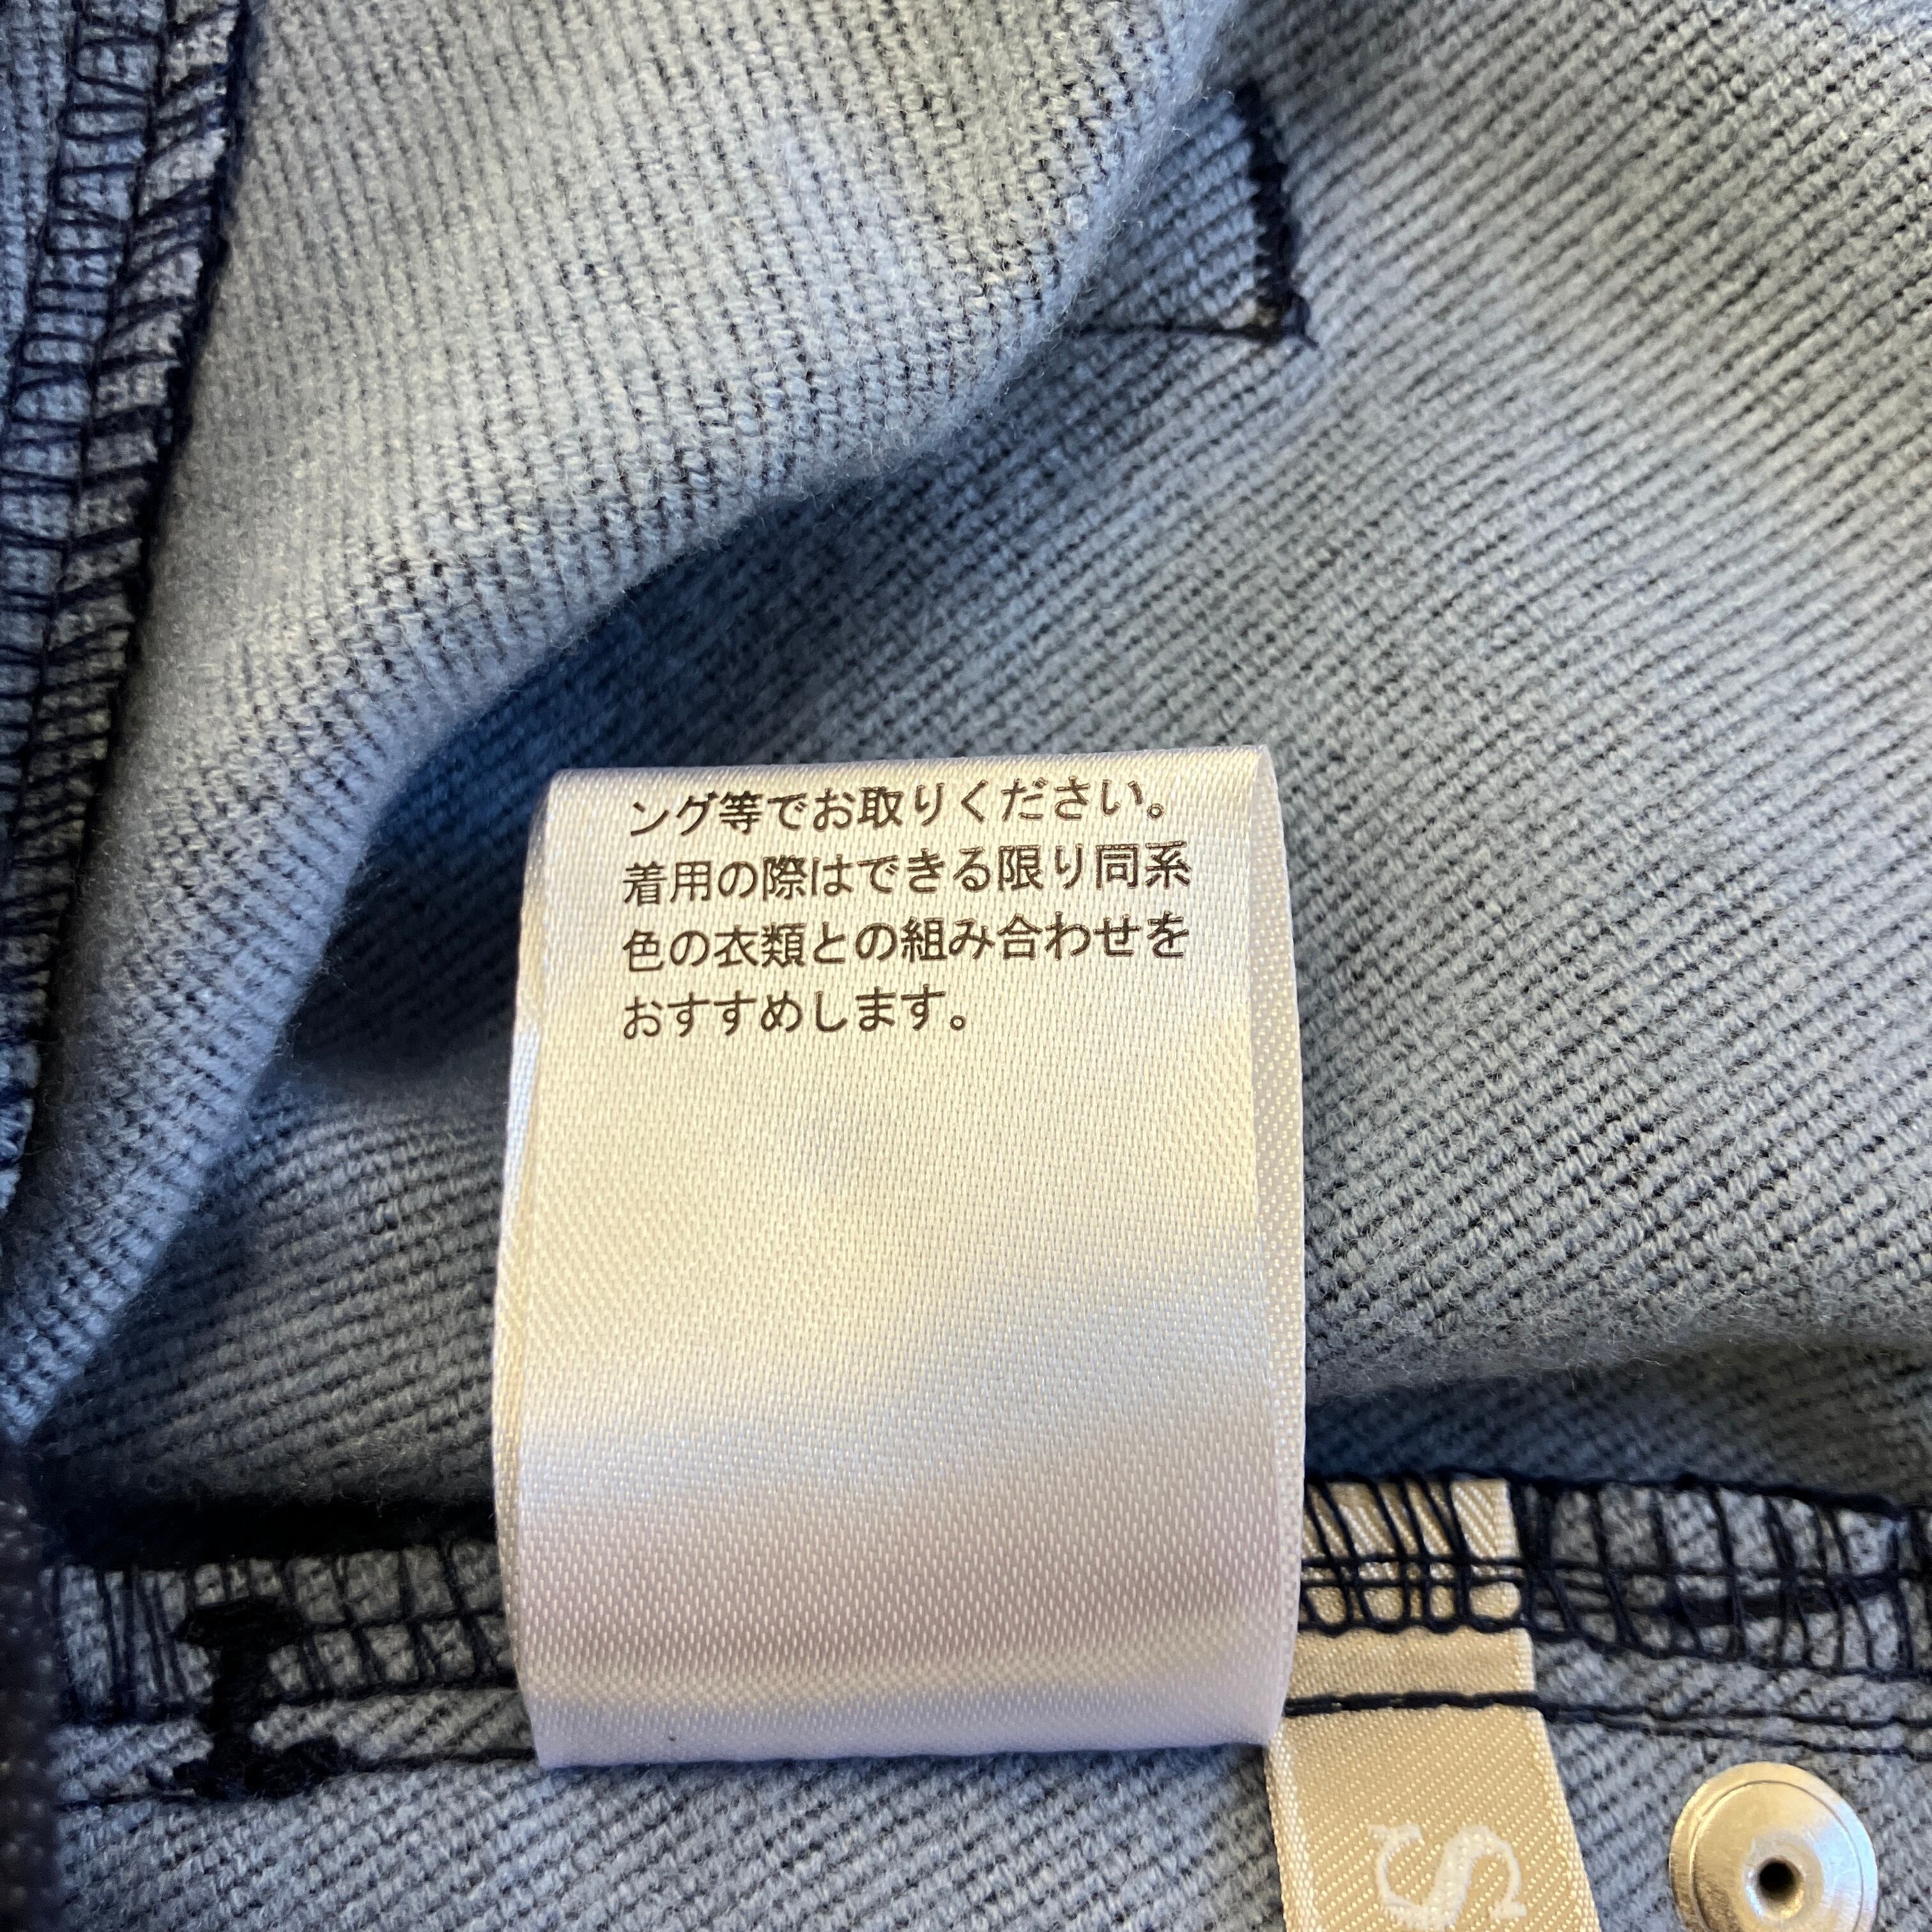 ング等でお取りください。
着用の際はできる限り同系
色の衣類との組み合わせを
おすすめします。
S